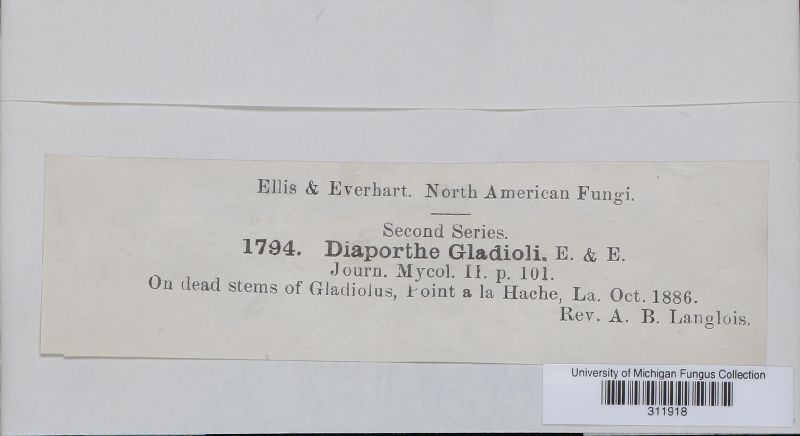 Ellis & Everhart. North American Fungi.
Second Series.
1794. Diaporthe Gladioli. E. & E.
Journ. Mycol. II. p. 101.
On dead stems of Gladiolus, Point a la Hache, La. Oct. 1886.
Rev. A. B. Langlois.
University of Michigan Fungus Collection
311918